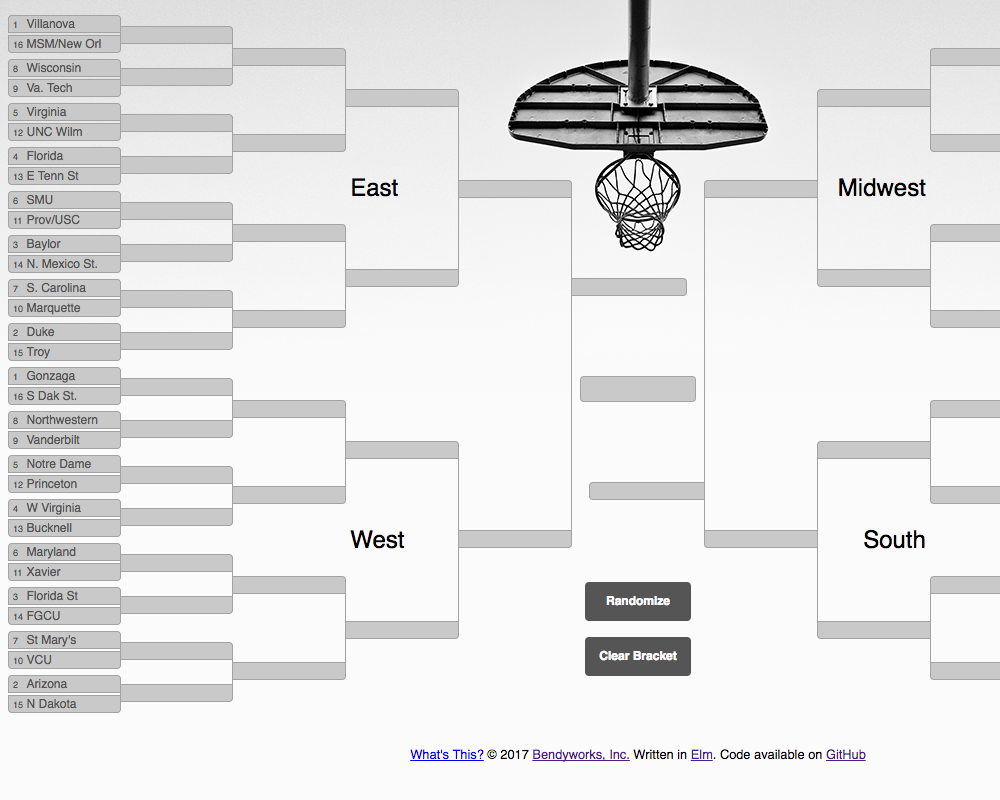 1 Villanova
16 MSM/New Orl
8 Wisconsin
9 Va. Tech
5 Virginia
12 UNC Wilm
4 Florida
13 E Tenn St
6 SMU
11 Prov/USC
3 Baylor
14 N. Mexico St.
7 S. Carolina
10 Marquette
2 Duke
15 Troy
East
1 Gonzaga
16 S Dak St.
8 Northwestern
9 Vanderbilt
5 Notre Dame
12 Princeton
4 W Virginia
13 Bucknell
6 Maryland
11 Xavier
3 Florida St
14 FGCU
7 St Mary's
10 VCU
2 Arizona
15 N Dakota
West
Midwest
South
Randomize
Clear Bracket
What's This? © 2017 Bendyworks, Inc. Written in Elm. Code available on GitHub